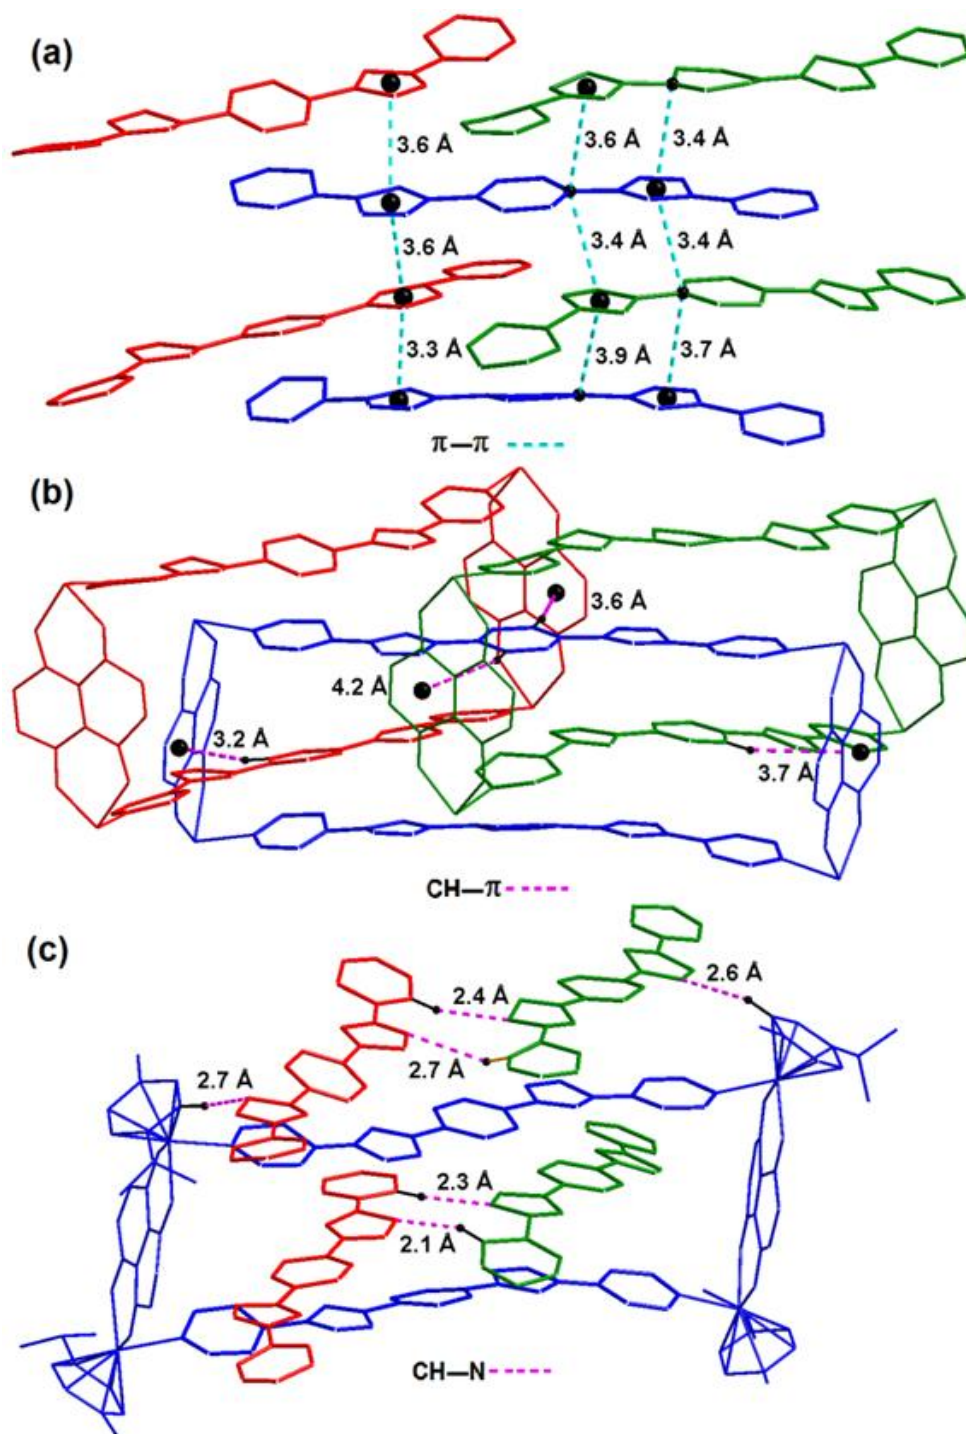 (a)
3.6 Å
3.6 Å
3.4 Å
3.6 Å
3.4 Å
3.4 Å
3.3 Å
3.9 Å
3.7 Å
π—π
(b)
3.6 Å
4.2 Å
3.2 Å
3.7 Å
CH—π
(c)
2.6 Å
2.4 Å
2.7 Å
2.7 Å
2.3 Å
2.1 Å
CH—N